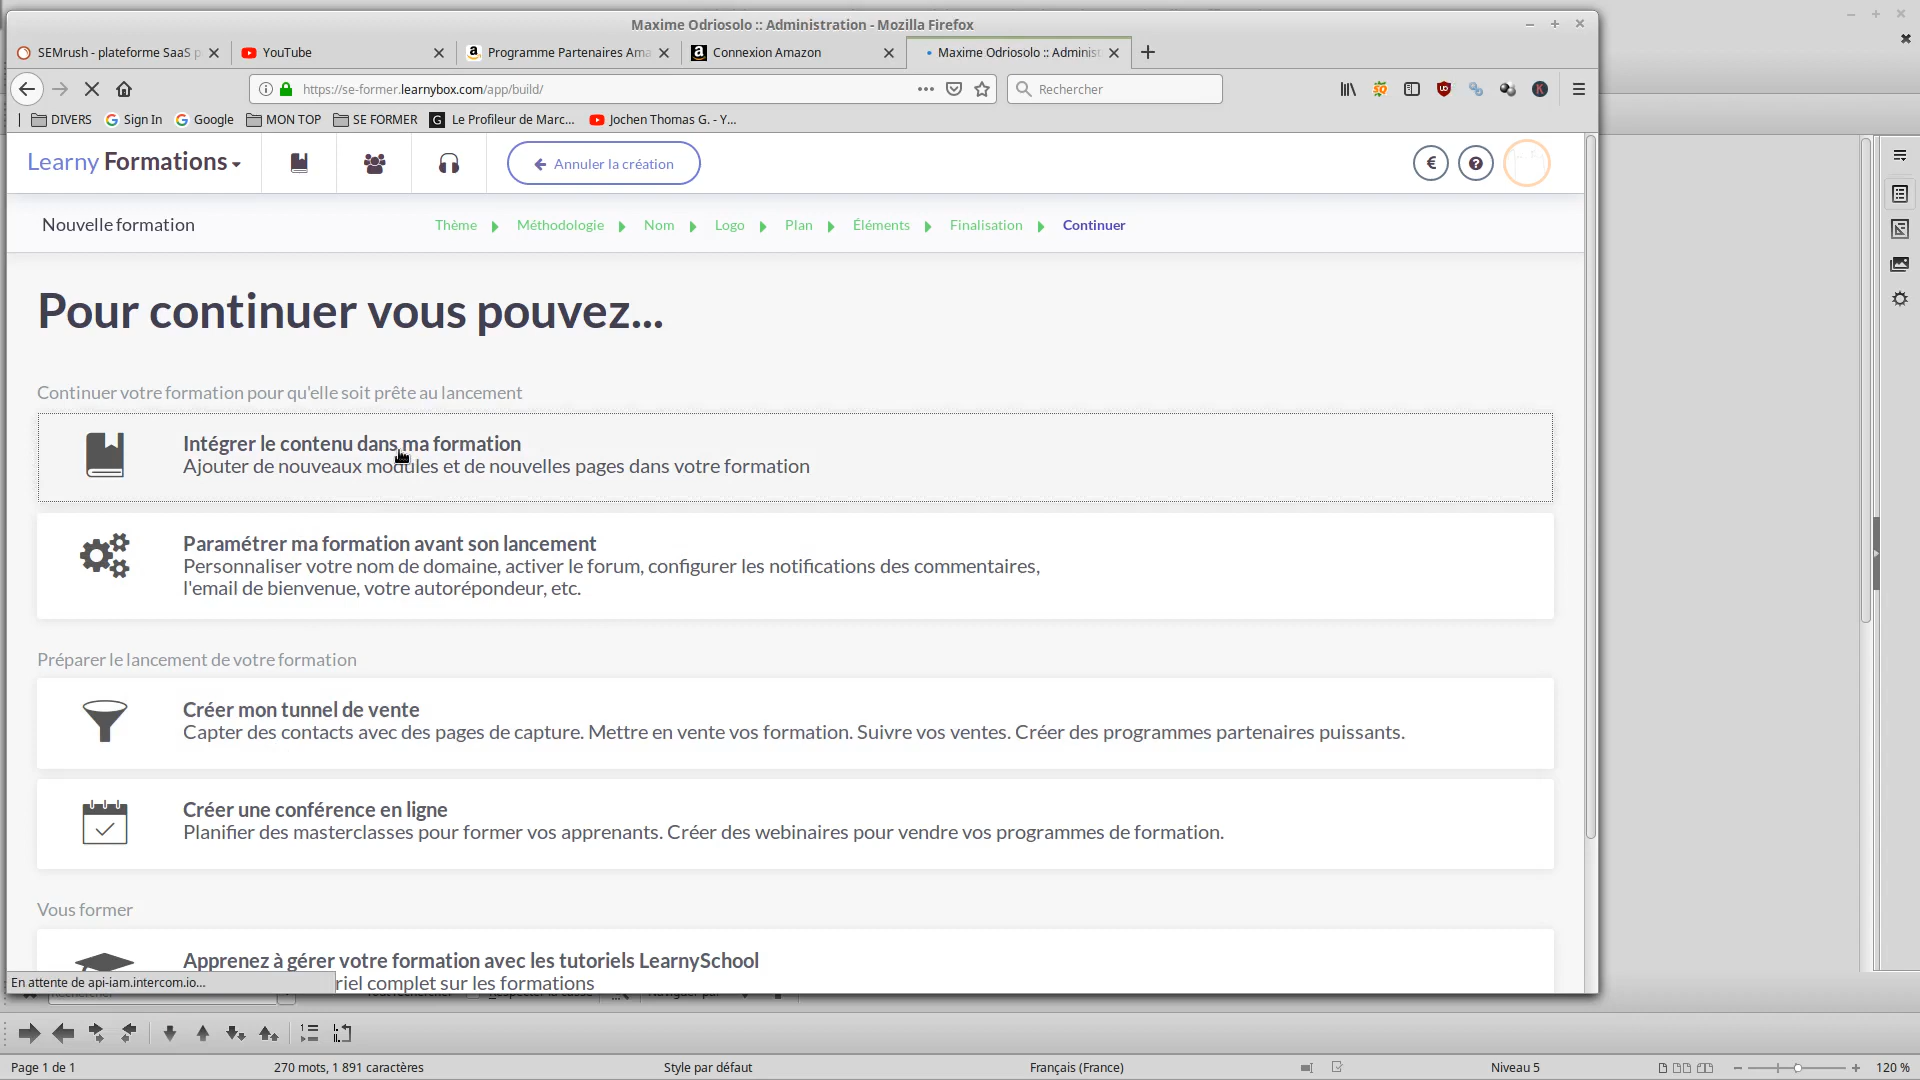 Maxime Odriosolo :: Administration - Mozilla Firefox
SEMrush - plateforme SaaS p
YouTube
Programme Partenaires Ama
Connexion Amazon
Maxime Odriosolo :: Administ
https://se-former.learnybox.com/app/build/
Rechercher
DIVERS
Sign In
Google
MON TOP
SE FORMER
Le Profileur de Marc...
Jochen Thomas G. - Y...
Learny Formations
Annuler la création
Nouvelle formation
Thème
Méthodologie
Nom
Logo
Plan
Éléments
Finalisation
Continuer
Pour continuer vous pouvez...
Continuer votre formation pour qu'elle soit prête au lancement
Intégrer le contenu dans ma formation
Ajouter de nouveaux modules et de nouvelles pages dans votre formation
Paramétrer ma formation avant son lancement
Personnaliser votre nom de domaine, activer le forum, configurer les notifications des commentaires,
l'email de bienvenue, votre autorépondeur, etc.
Préparer le lancement de votre formation
Créer mon tunnel de vente
Capter des contacts avec des pages de capture. Mettre en vente vos formation. Suivre vos ventes. Créer des programmes partenaires puissants.
Créer une conférence en ligne
Planifier des masterclasses pour former vos apprenants. Créer des webinaires pour vendre vos programmes de formation.
Vous former
Apprenez à gérer votre formation avec les tutoriels LearnySchool
riel complet sur les formations
En attente de api-iam.intercom.io...
Page 1 de 1
270 mots, 1 891 caractères
Style par défaut
Français (France)
Niveau 5
120 %